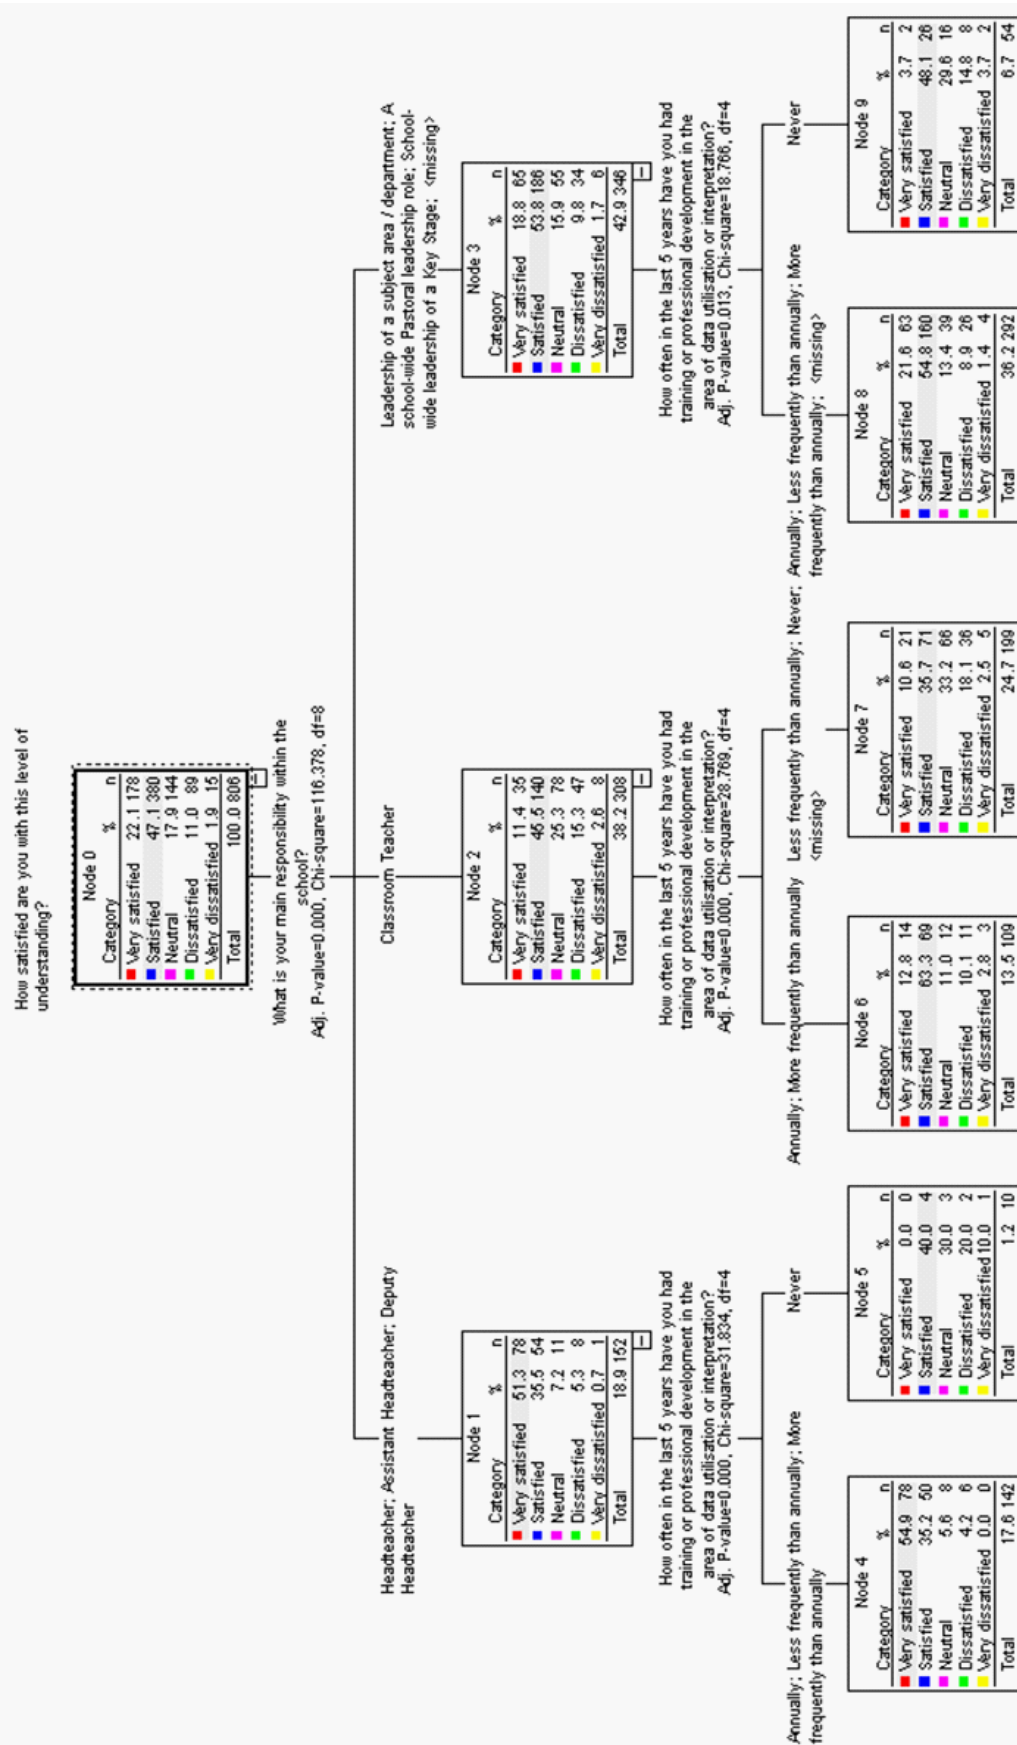 How satisfied are you with this level of
understanding?
Node 0
Category % n
Very satisfied 22.1 178
Satisfied 47.1 380
Neutral 17.9 144
Dissatisfied 11.0 89
Very dissatisfied 1.9 15
Total 100.0 806
What is your main responsibility within the
school?
Adj. P-value=0.000, Chi-square=116.378, df=8
Headteacher; Assistant Headteacher; Deputy
Headteacher
Node 1
Category % n
Very satisfied 51.3 78
Satisfied 35.5 54
Neutral 7.2 11
Dissatisfied 5.3 8
Very dissatisfied 0.7 1
Total 18.9 152
How often in the last 5 years have you had
training or professional development in the
area of data utilisation or interpretation?
Adj. P-value=0.000, Chi-square=31.834, df=4
Classroom Teacher
Node 2
Category % n
Very satisfied 11.4 35
Satisfied 45.5 140
Neutral 25.3 78
Dissatisfied 15.3 47
Very dissatisfied 2.6 8
Total 38.2 308
How often in the last 5 years have you had
training or professional development in the
area of data utilisation or interpretation?
Adj. P-value=0.000, Chi-square=28.769, df=4
Leadership of a subject area / department; A
school-wide Pastoral leadership role; School-
wide leadership of a Key Stage; <missing>
Node 3
Category % n
Very satisfied 18.8 65
Satisfied 53.8 186
Neutral 15.9 55
Dissatisfied 9.8 34
Very dissatisfied 1.7 6
Total 42.9 346
How often in the last 5 years have you had
training or professional development in the
area of data utilisation or interpretation?
Adj. P-value=0.013, Chi-square=18.766, df=4
Annually; Less frequently than annually; More
frequently than annually
Node 4
Category % n
Very satisfied 54.9 78
Satisfied 35.2 50
Neutral 5.6 8
Dissatisfied 4.2 6
Very dissatisfied 0.0 0
Total 17.6 142
Never
Node 5
Category % n
Very satisfied 0.0 0
Satisfied 40.0 4
Neutral 30.0 3
Dissatisfied 20.0 2
Very dissatisfied 10.0 1
Total 1.2 10
Annually; More frequently than annually
Node 6
Category % n
Very satisfied 12.8 14
Satisfied 63.3 69
Neutral 11.0 12
Dissatisfied 10.1 11
Very dissatisfied 2.8 3
Total 13.5 109
Less frequently than annually; Never;
<missing>
Node 7
Category % n
Very satisfied 10.6 21
Satisfied 35.7 71
Neutral 33.2 66
Dissatisfied 18.1 36
Very dissatisfied 2.5 5
Total 24.7 199
Annually; Less frequently than annually; More
frequently than annually; <missing>
Node 8
Category % n
Very satisfied 21.6 63
Satisfied 54.8 160
Neutral 13.4 39
Dissatisfied 8.9 26
Very dissatisfied 1.4 4
Total 36.2 292
Never
Node 9
Category % n
Very satisfied 3.7 2
Satisfied 48.1 26
Neutral 29.6 16
Dissatisfied 14.8 8
Very dissatisfied 3.7 2
Total 6.7 54